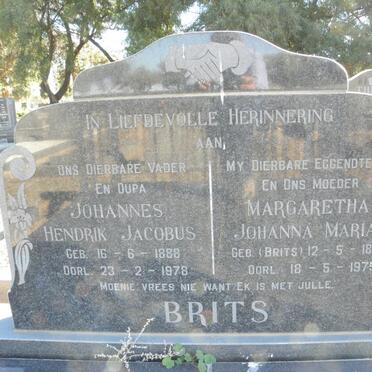 IN LIEFDEVOLLE HERINNERING
AAN
ONS DIERBARE VADER
EN OUPA
JOHANNES
HENDRIK JACOBUS
GEB. 16-6-1888
OORL. 23-2-1978
MY DIERBARE EGGENOTE
EN ONS MOEDER
MARGARETHA
JOHANNA MARIA
GEB. (BRITS) 12-5-18
OORL. 18-5-1975
MOENIE VREES NIE WANT EK IS MET JULLE.
BRITS